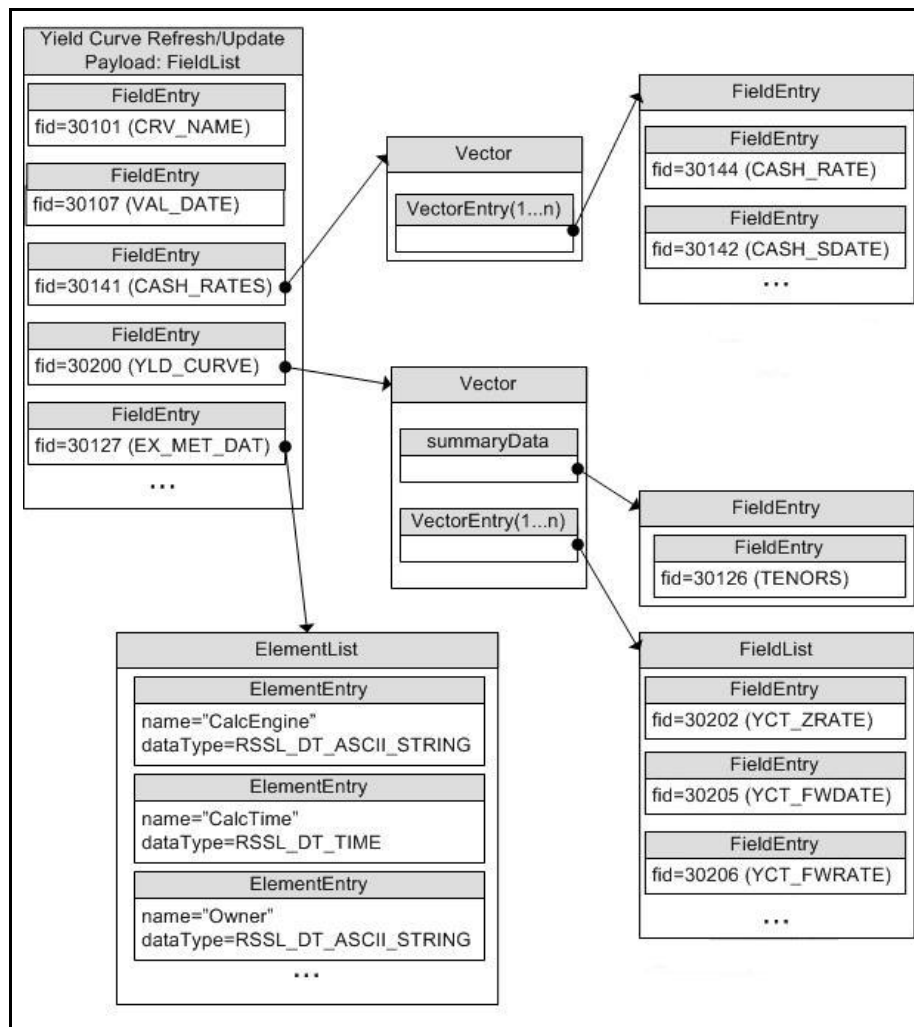 Yield Curve Refresh/Update
Payload: FieldList
FieldEntry
fid=30101 (CRV_NAME)
FieldEntry
fid=30107 (VAL_DATE)
FieldEntry
fid=30141 (CASH_RATES)
FieldEntry
fid=30200 (YLD_CURVE)
FieldEntry
fid=30127 (EX_MET_DAT)
...
Vector
VectorEntry(1...n)
FieldEntry
FieldEntry
fid=30144 (CASH_RATE)
FieldEntry
fid=30142 (CASH_SDATE)
...
Vector
summaryData
VectorEntry(1...n)
FieldEntry
FieldEntry
fid=30126 (TENORS)
ElementList
ElementEntry
name="CalcEngine"
dataType=RSSL_DT_ASCII_STRING
ElementEntry
name="CalcTime"
dataType=RSSL_DT_TIME
ElementEntry
name="Owner"
dataType=RSSL_DT_ASCII_STRING
...
FieldList
FieldEntry
fid=30202 (YCT_ZRATE)
FieldEntry
fid=30205 (YCT_FWDATE)
FieldEntry
fid=30206 (YCT_FWRATE)
...